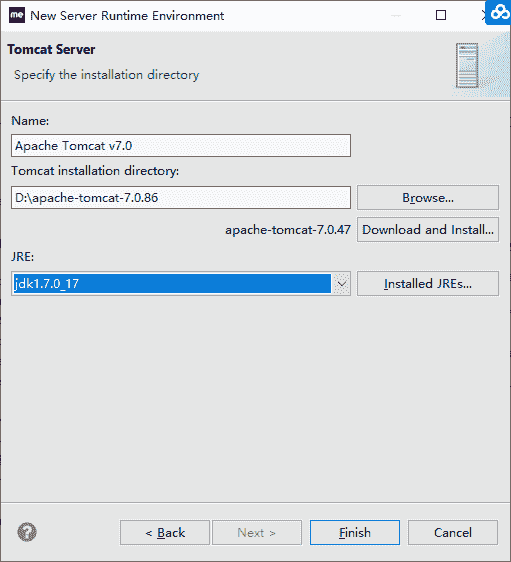 me New Server Runtime Environment
Tomcat Server
Specify the installation directory
Name:
Apache Tomcat v7.0
Tomcat installation directory:
D:\apache-tomcat-7.0.86 Browse...
apache-tomcat-7.0.47 Download and Install...
JRE:
jdk1.7.0_17 Installed JREs...
? < Back Next > Finish Cancel